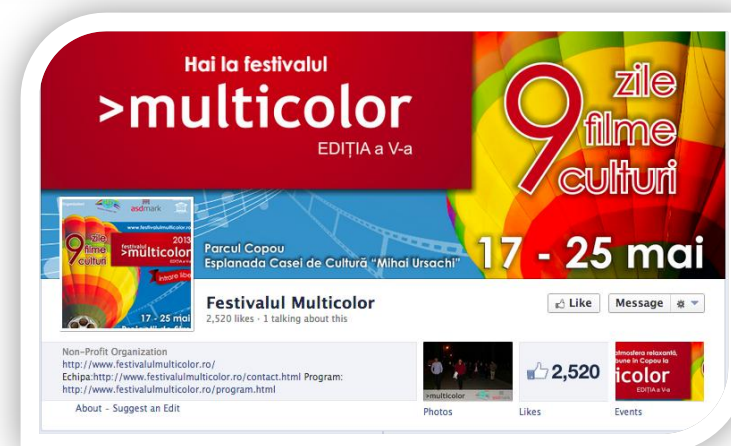 Hai la festivalul
>multicolor
EDIȚIA a V-a
9 zile
filme
culturi
Parcul Copou
Esplanada Casei de Cultură "Mihai Ursachi"
17 - 25 mai
asdmark
www.festivalulmulticolor.ro
9 zile
filme
culturi
festivalul 2013
>multicolor
17 - 25 mai
Festivalul Multicolor
2,520 likes · 1 talking about this
Like
Message
Non-Profit Organization
http://www.festivalulmulticolor.ro/
Echipa:http://www.festivalulmulticolor.ro/contact.html Program:
http://www.festivalulmulticolor.ro/program.html
About - Suggest an Edit
>multicolor
Photos
2,520
Likes
atmosfera relaxantă,
bune în Copou la
icolor
EDIȚIA a V-a
Events